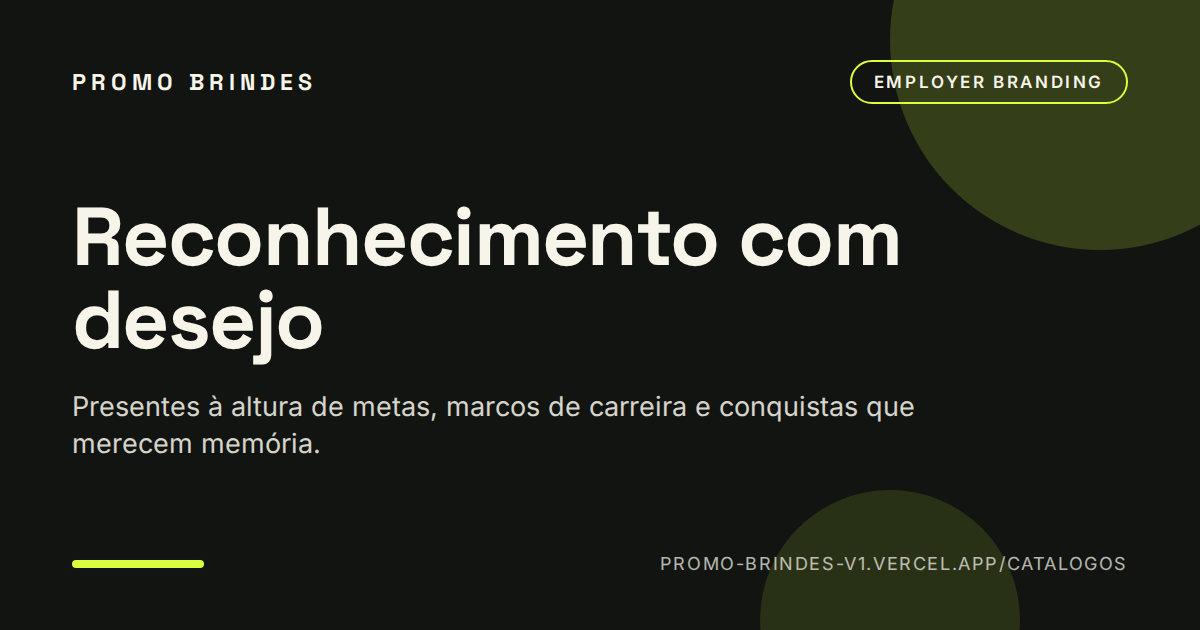 PROMO BRINDES
EMPLOYER BRANDING
Reconhecimento com
desejo
Presentes à altura de metas, marcos de carreira e conquistas que
merecem memória.
PROMO-BRINDES-V1.VERCEL.APP/CATALOGOS